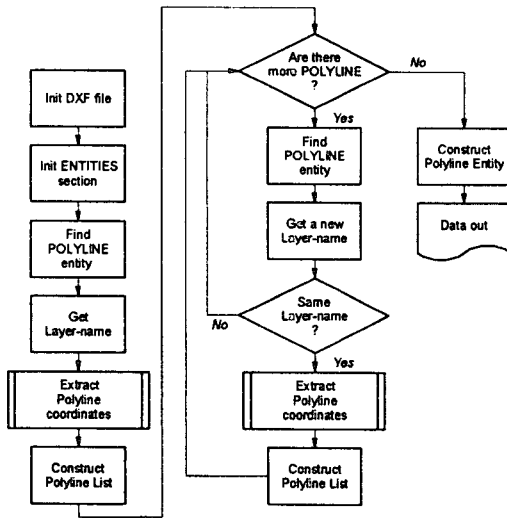 Init DXF file
Init ENTITIES
section
Find
POLYLINE
entity
Get
Layer-name
Extract
Polyline
coordinates
Construct
Polyline List
Are there
more POLYLINE
?
No
Yes
Find
POLYLINE
entity
Get a new
Layer-name
Same
Layer-name
?
No
Yes
Extract
Polyline
coordinates
Construct
Polyline List
Construct
Polyline Entity
Data out